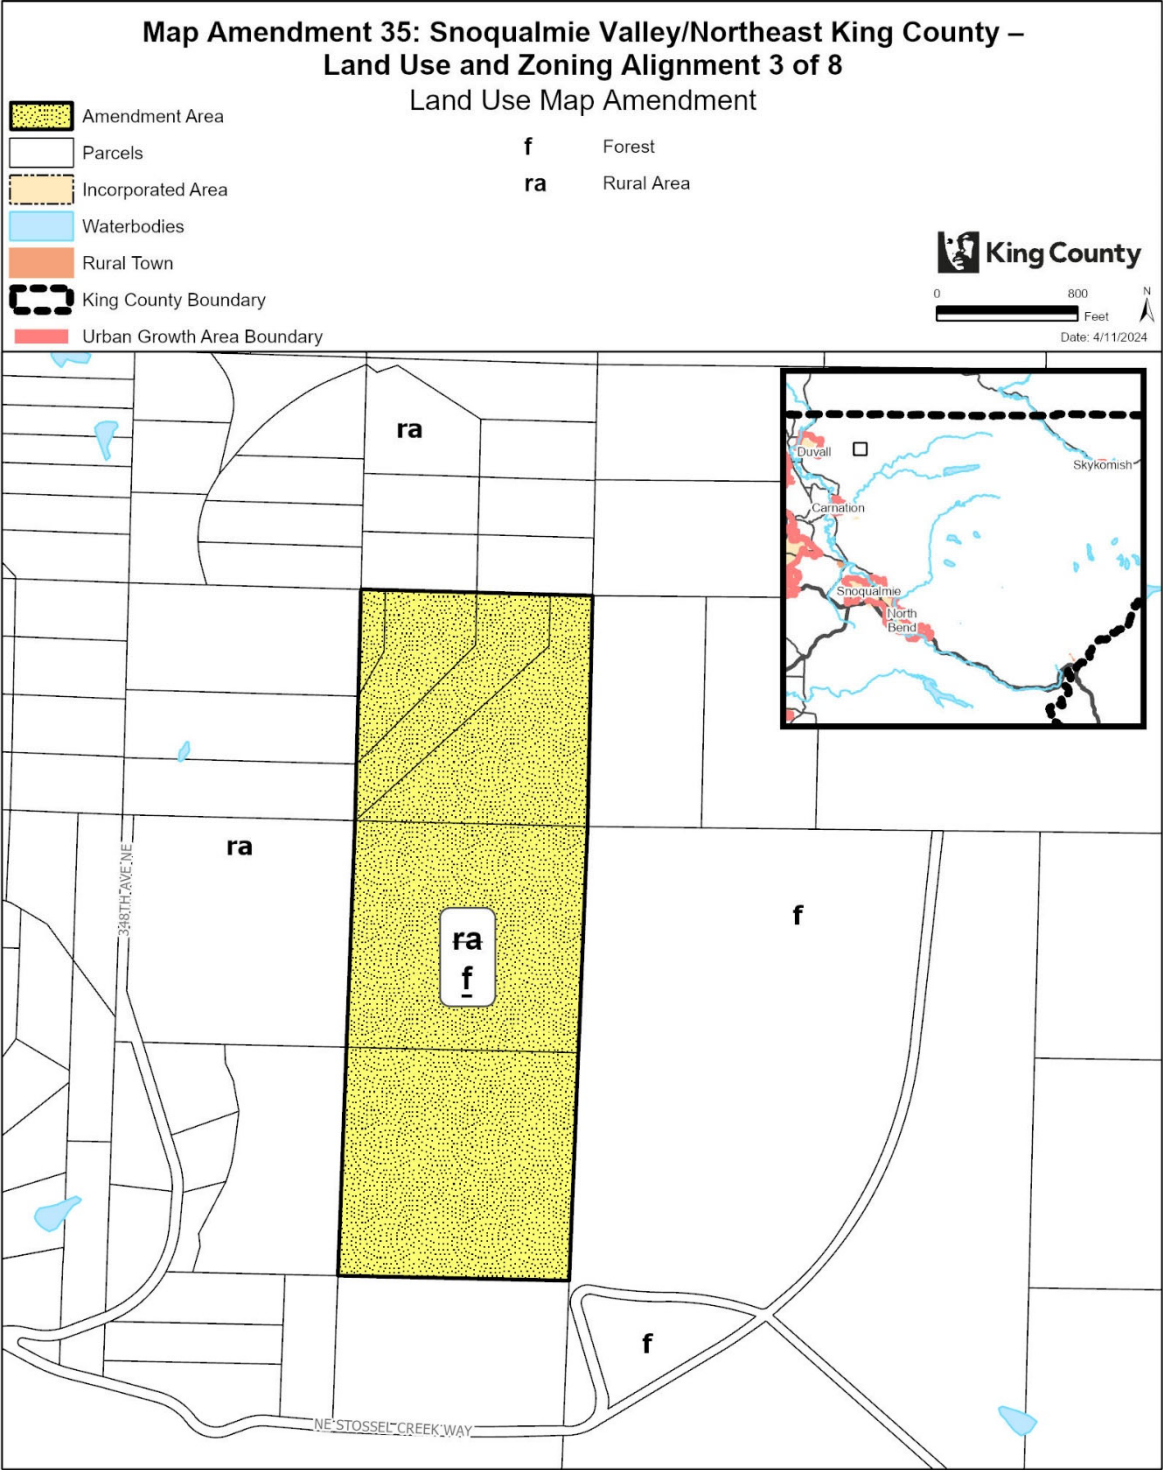 Map Amendment 35: Snoqualmie Valley/Northeast King County –
Land Use and Zoning Alignment 3 of 8
Land Use Map Amendment
Amendment Area
Parcels
Incorporated Area
Waterbodies
Rural Town
King County Boundary
Urban Growth Area Boundary
f Forest
ra Rural Area
King County
0 800
Feet
N
Date: 4/11/2024
ra
Duvall
Skykomish
Carnation
Snoqualmie
North
Bend
ra
348TH AVE NE
f
ra
f
f
NE STOSSEL CREEK WAY